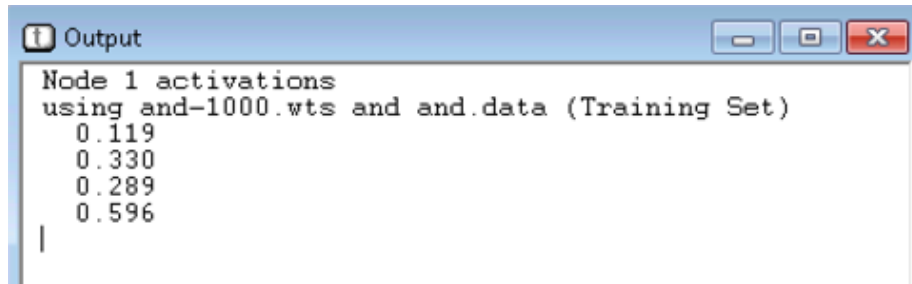 Output
Node 1 activations
using and-1000.wts and and.data (Training Set)
0.119
0.330
0.289
0.596